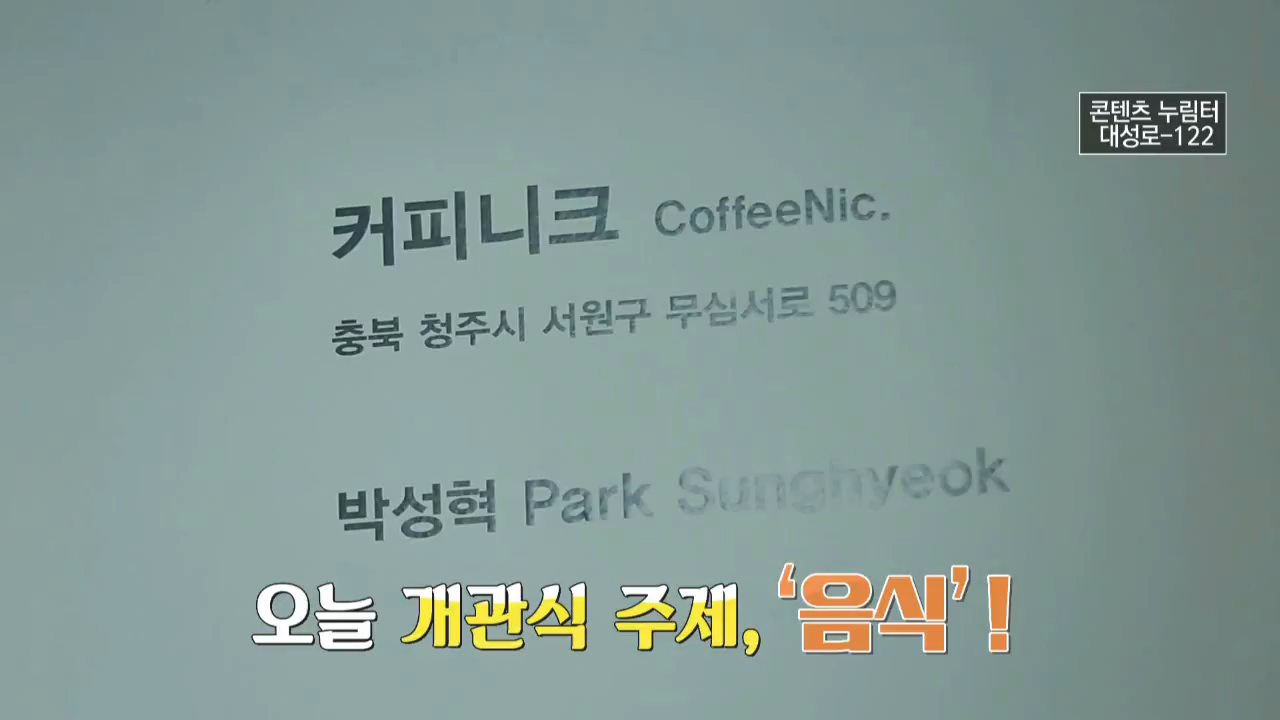 콘텐츠 누림터
대성로-122
커피니크 CoffeeNic.
충북 청주시 서원구 무심서로 509
박성혁 Park Sunghyeok
오늘 개관식 주제, ‘음식’!